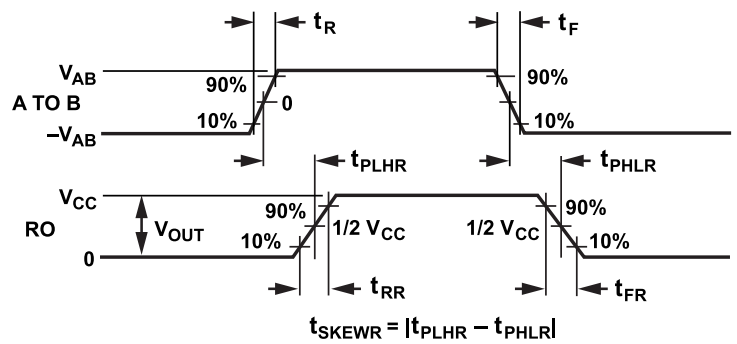 tR
tF
VAB
90%
90%
A TO B
0
10%
10%
–VAB
tPLHR
tPHLR
VCC
90%
90%
RO
VOUT
1/2 VCC
1/2 VCC
10%
10%
0
tRR
tFR
tSKEWR = |tPLHR – tPHLR|